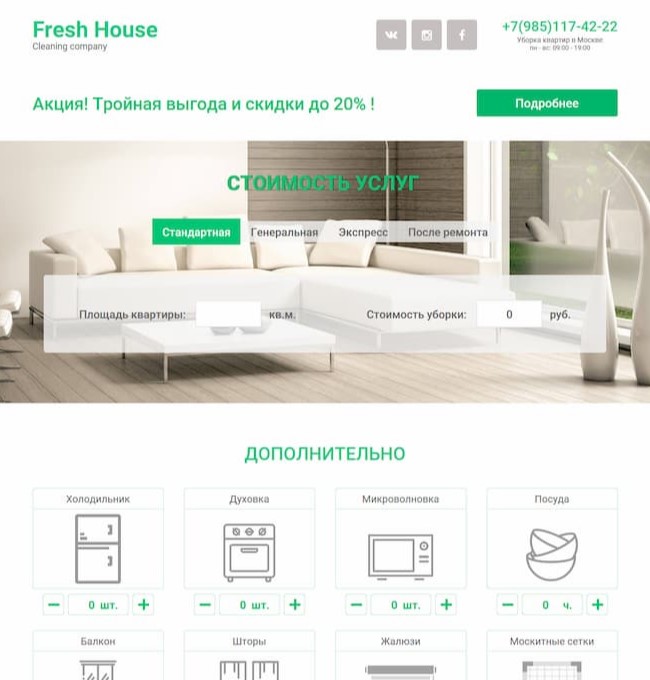 Fresh House
Cleaning company
+7(985)117-42-22
Уборка квартир в Москве
пн - вс: 09:00 - 19:00
Акция! Тройная выгода и скидки до 20% !
Подробнее
СТОИМОСТЬ УСЛУГ
Стандартная Генеральная Экспресс После ремонта
Площадь квартиры: кв.м. Стоимость уборки: 0 руб.
ДОПОЛНИТЕЛЬНО
Холодильник Духовка Микроволновка Посуда
− 0 шт. + − 0 шт. + − 0 шт. + − 0 ч. +
Балкон Шторы Жалюзи Москитные сетки